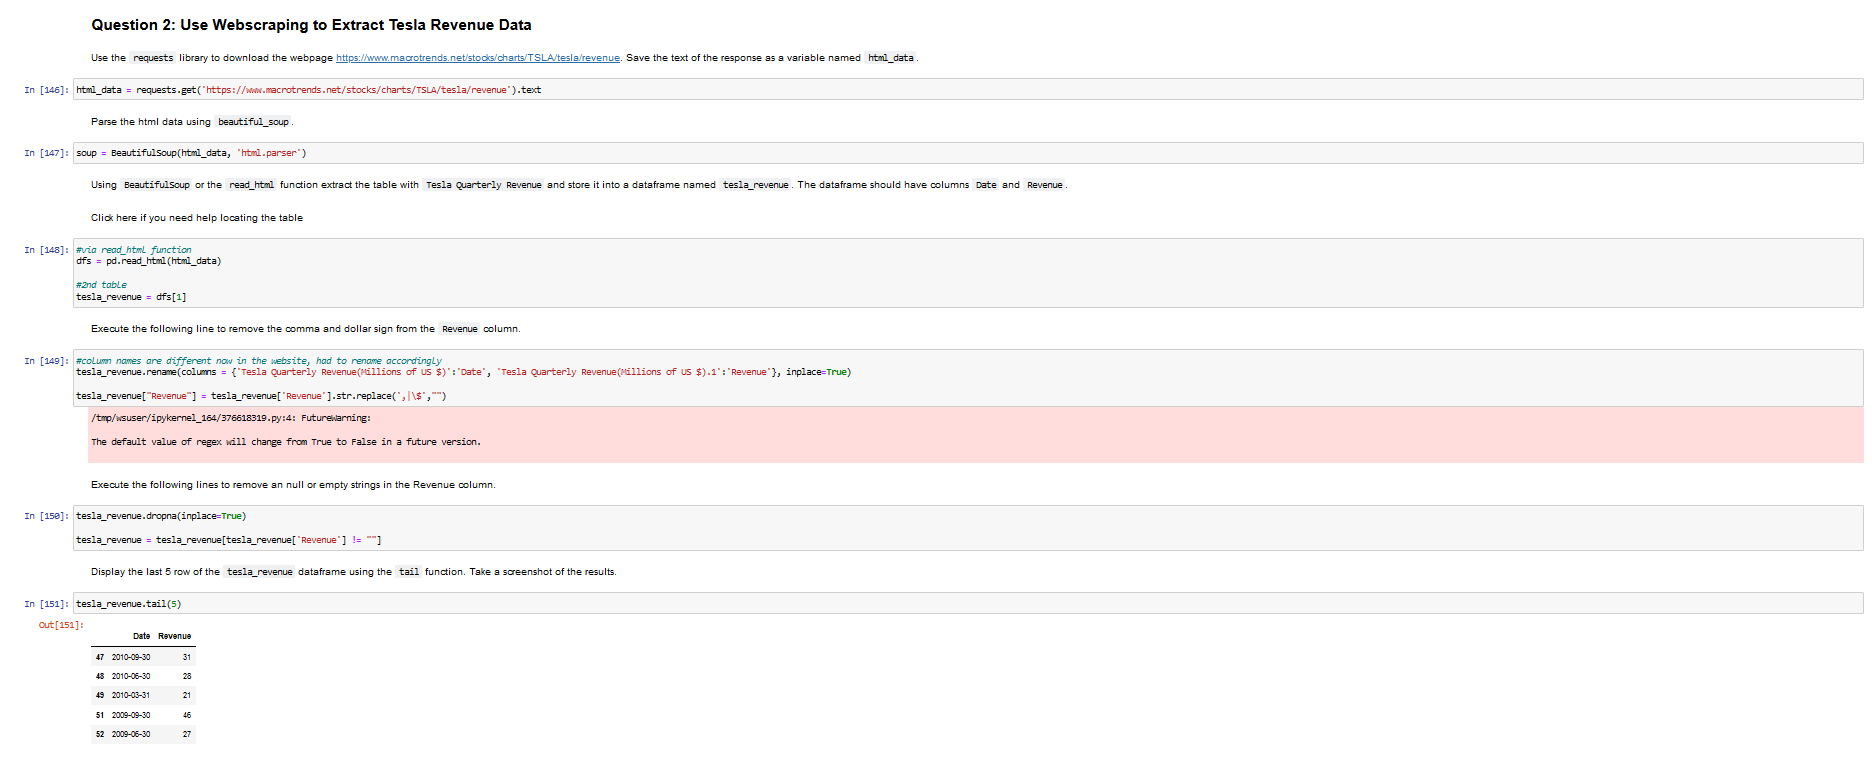 Question 2: Use Webscraping to Extract Tesla Revenue Data
Use the requests library to download the webpage https://www.macrotrends.net/stocks/charts/TSLA/tesla/revenue. Save the text of the response as a variable named html_data.
In [146]: html_data = requests.get('https://www.macrotrends.net/stocks/charts/TSLA/tesla/revenue').text
Parse the html data using beautiful_soup.
In [147]: soup = BeautifulSoup(html_data, 'html.parser')
Using BeautifulSoup or the read_html function extract the table with Tesla Quarterly Revenue and store it into a dataframe named tesla_revenue. The dataframe should have columns Date and Revenue.
Click here if you need help locating the table
In [148]: #via read_html function
dfs = pd.read_html(html_data)
#2nd table
tesla_revenue = dfs[1]
Execute the following line to remove the comma and dollar sign from the Revenue column.
In [149]: #column names are different now in the website, had to rename accordingly
tesla_revenue.rename(columns = {'Tesla Quarterly Revenue(Millions of US $)':'Date', 'Tesla Quarterly Revenue(Millions of US $).1':'Revenue'}, inplace=True)
tesla_revenue["Revenue"] = tesla_revenue['Revenue'].str.replace(',|\$',"")
/tmp/wsuser/ipykernel_164/376618319.py:4: FutureWarning:
The default value of regex will change from True to False in a future version.
Execute the following lines to remove an null or empty strings in the Revenue column.
In [150]: tesla_revenue.dropna(inplace=True)
tesla_revenue = tesla_revenue[tesla_revenue['Revenue'] != ""]
Display the last 5 row of the tesla_revenue dataframe using the tail function. Take a screenshot of the results.
In [151]: tesla_revenue.tail(5)
Out[151]:
Date Revenue
47 2010-09-30 31
48 2010-06-30 28
49 2010-03-31 21
51 2009-09-30 46
52 2009-06-30 27